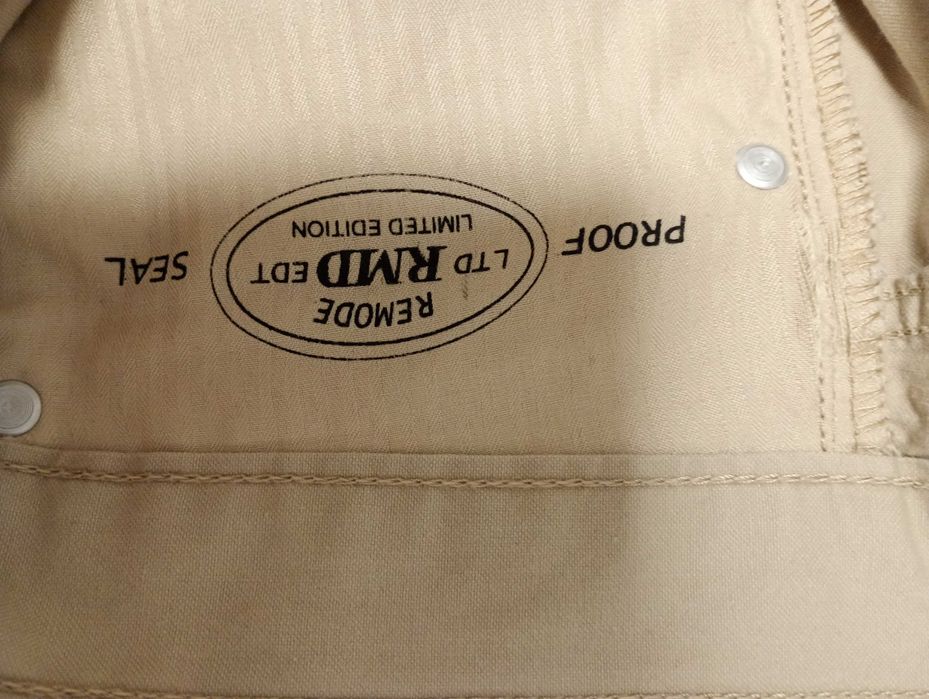 REMODE
PROOF LTD RMD EDT SEAL
LIMITED EDITION